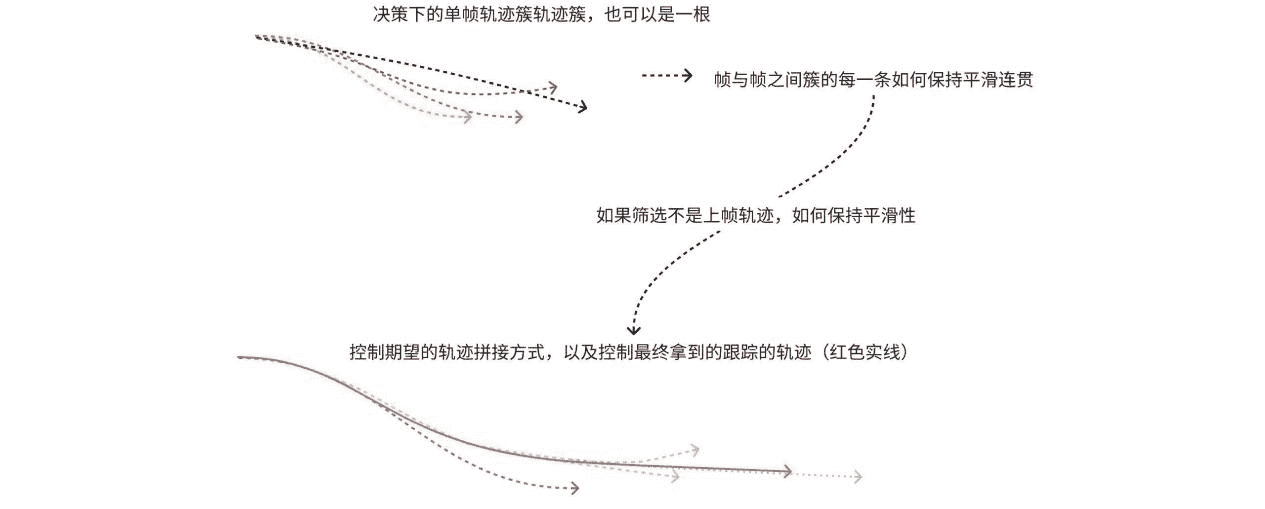 决策下的单帧轨迹簇轨迹簇，也可以是一根
帧与帧之间簇的每一条如何保持平滑连贯
如果筛选不是上帧轨迹，如何保持平滑性
控制期望的轨迹拼接方式，以及控制最终拿到的跟踪的轨迹（红色实线）